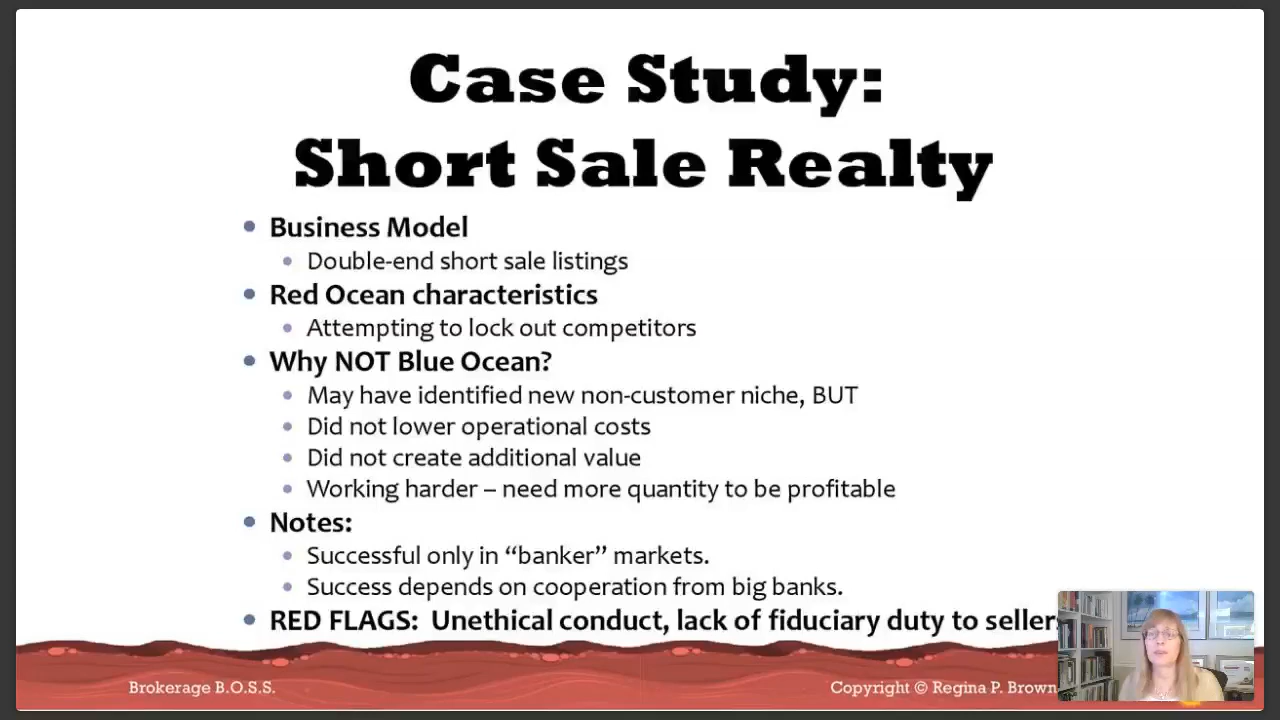 Case Study:
Short Sale Realty
• Business Model
• Double-end short sale listings
• Red Ocean characteristics
• Attempting to lock out competitors
• Why NOT Blue Ocean?
• May have identified new non-customer niche, BUT
• Did not lower operational costs
• Did not create additional value
• Working harder – need more quantity to be profitable
• Notes:
• Successful only in “banker” markets.
• Success depends on cooperation from big banks.
• RED FLAGS: Unethical conduct, lack of fiduciary duty to sellers
Brokerage B.O.S.S.
Copyright © Regina P. Brown